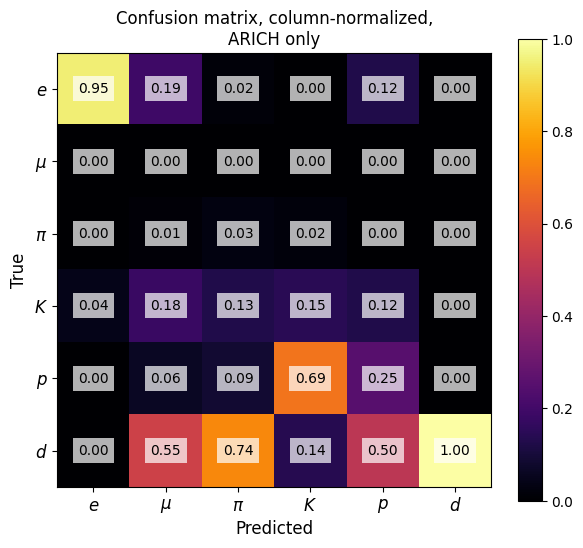 Confusion matrix, column-normalized,
ARICH only
1.0
e 0.95 0.19 0.02 0.00 0.12 0.00
0.8
μ 0.00 0.00 0.00 0.00 0.00 0.00
π 0.00 0.01 0.03 0.02 0.00 0.00
0.6
True
K 0.04 0.18 0.13 0.15 0.12 0.00
0.4
p 0.00 0.06 0.09 0.69 0.25 0.00
0.2
d 0.00 0.55 0.74 0.14 0.50 1.00
0.0
e μ π K p d
Predicted